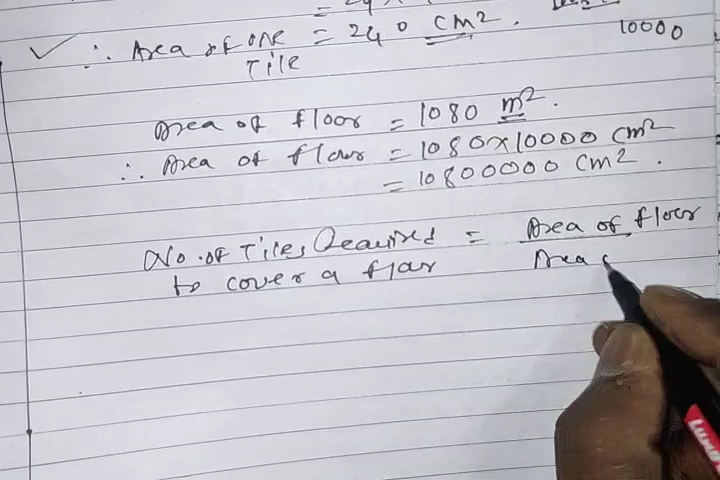 ∴ Area of one = 240 cm².
Tile
10000
Area of floor = 1080 m².
∴ Area of floor = 1080×10000 cm²
= 10800000 cm².
No. of Tiles Required = Area of floor
to cover a floor Area